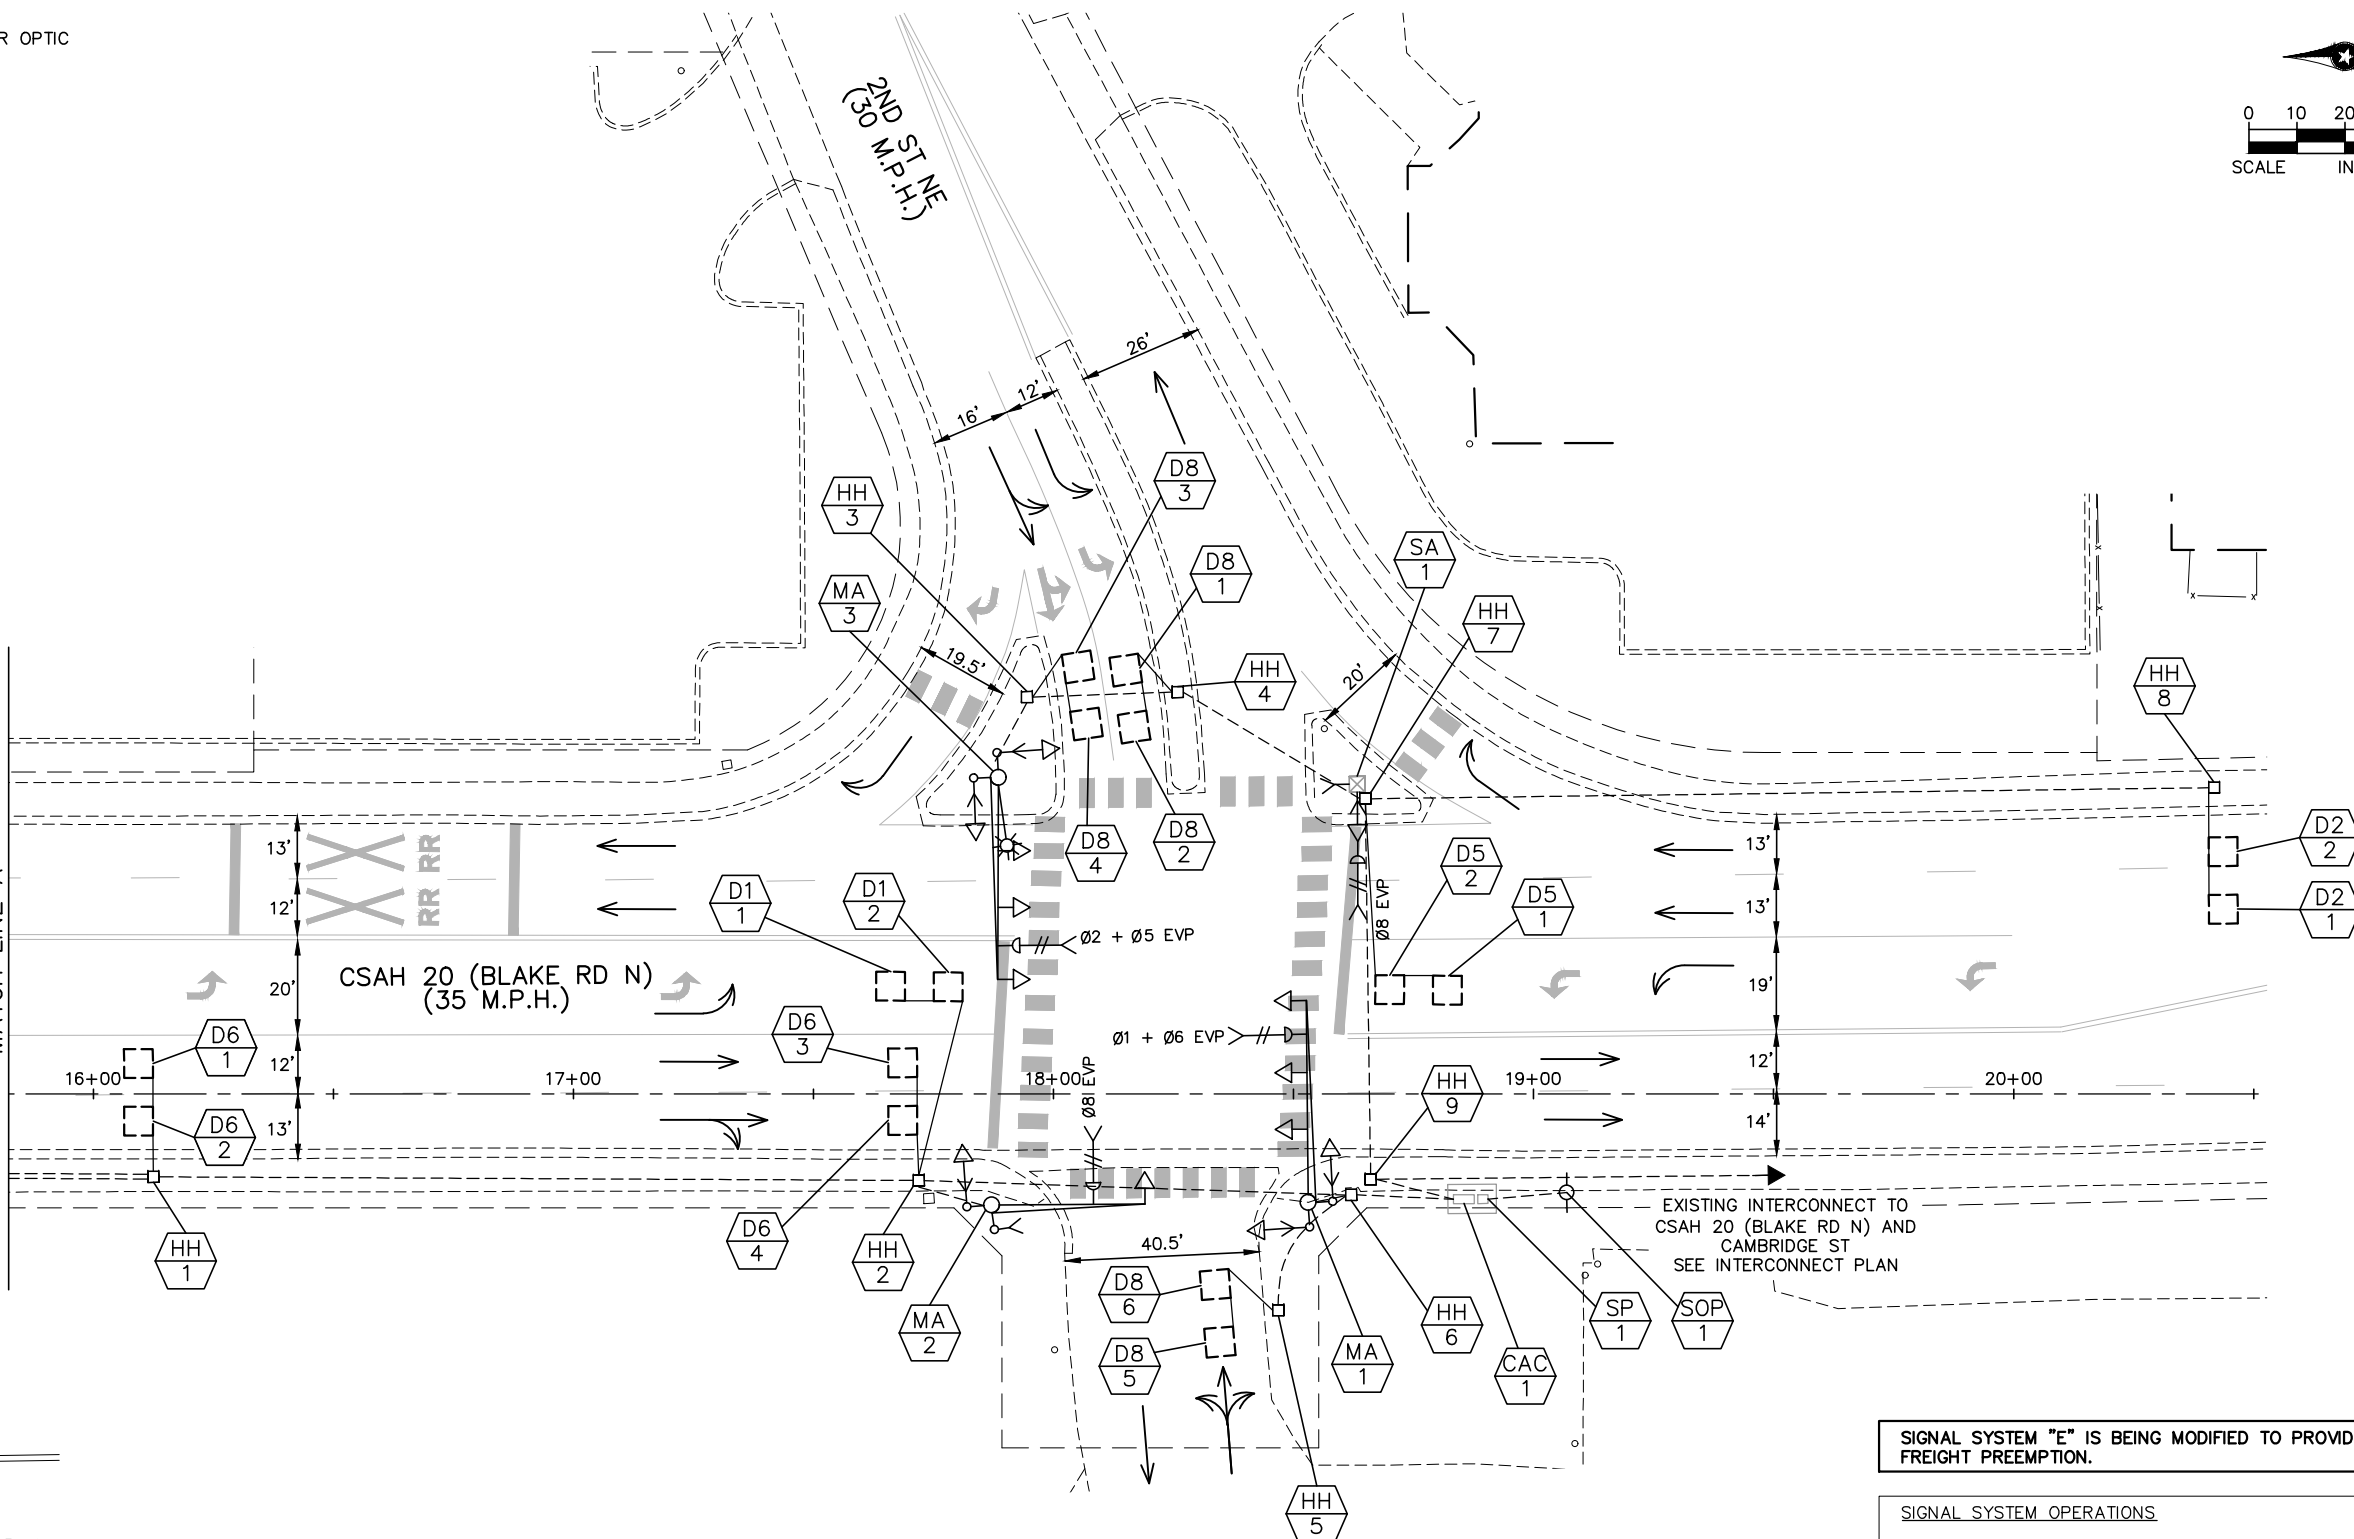 R OPTIC
0 10 20
SCALE IN
2ND ST NE
(30 M.P.H.)
26'
12'
16'
D8
3
HH
3
D8
1
SA
1
MA
3
HH
7
19.5'
20'
HH
4
HH
8
D8
4
D8
2
D5
2
D2
2
13'
RR
RR
13'
D1
1
D1
2
D5
1
D2
1
12'
13'
Ø8 EVP
Ø2 + Ø5 EVP
CSAH 20 (BLAKE RD N)
(35 M.P.H.)
20'
19'
D6
1
D6
3
Ø1 + Ø6 EVP
12'
12'
16+00
17+00
18+00
19+00
20+00
Ø8 EVP
HH
9
D6
2
13'
14'
EXISTING INTERCONNECT TO
CSAH 20 (BLAKE RD N) AND
CAMBRIDGE ST
SEE INTERCONNECT PLAN
HH
1
D6
4
HH
2
40.5'
D8
6
MA
2
D8
5
MA
1
HH
6
CAC
1
SP
1
SOP
1
HH
5
SIGNAL SYSTEM "E" IS BEING MODIFIED TO PROVID
FREIGHT PREEMPTION.
SIGNAL SYSTEM OPERATIONS